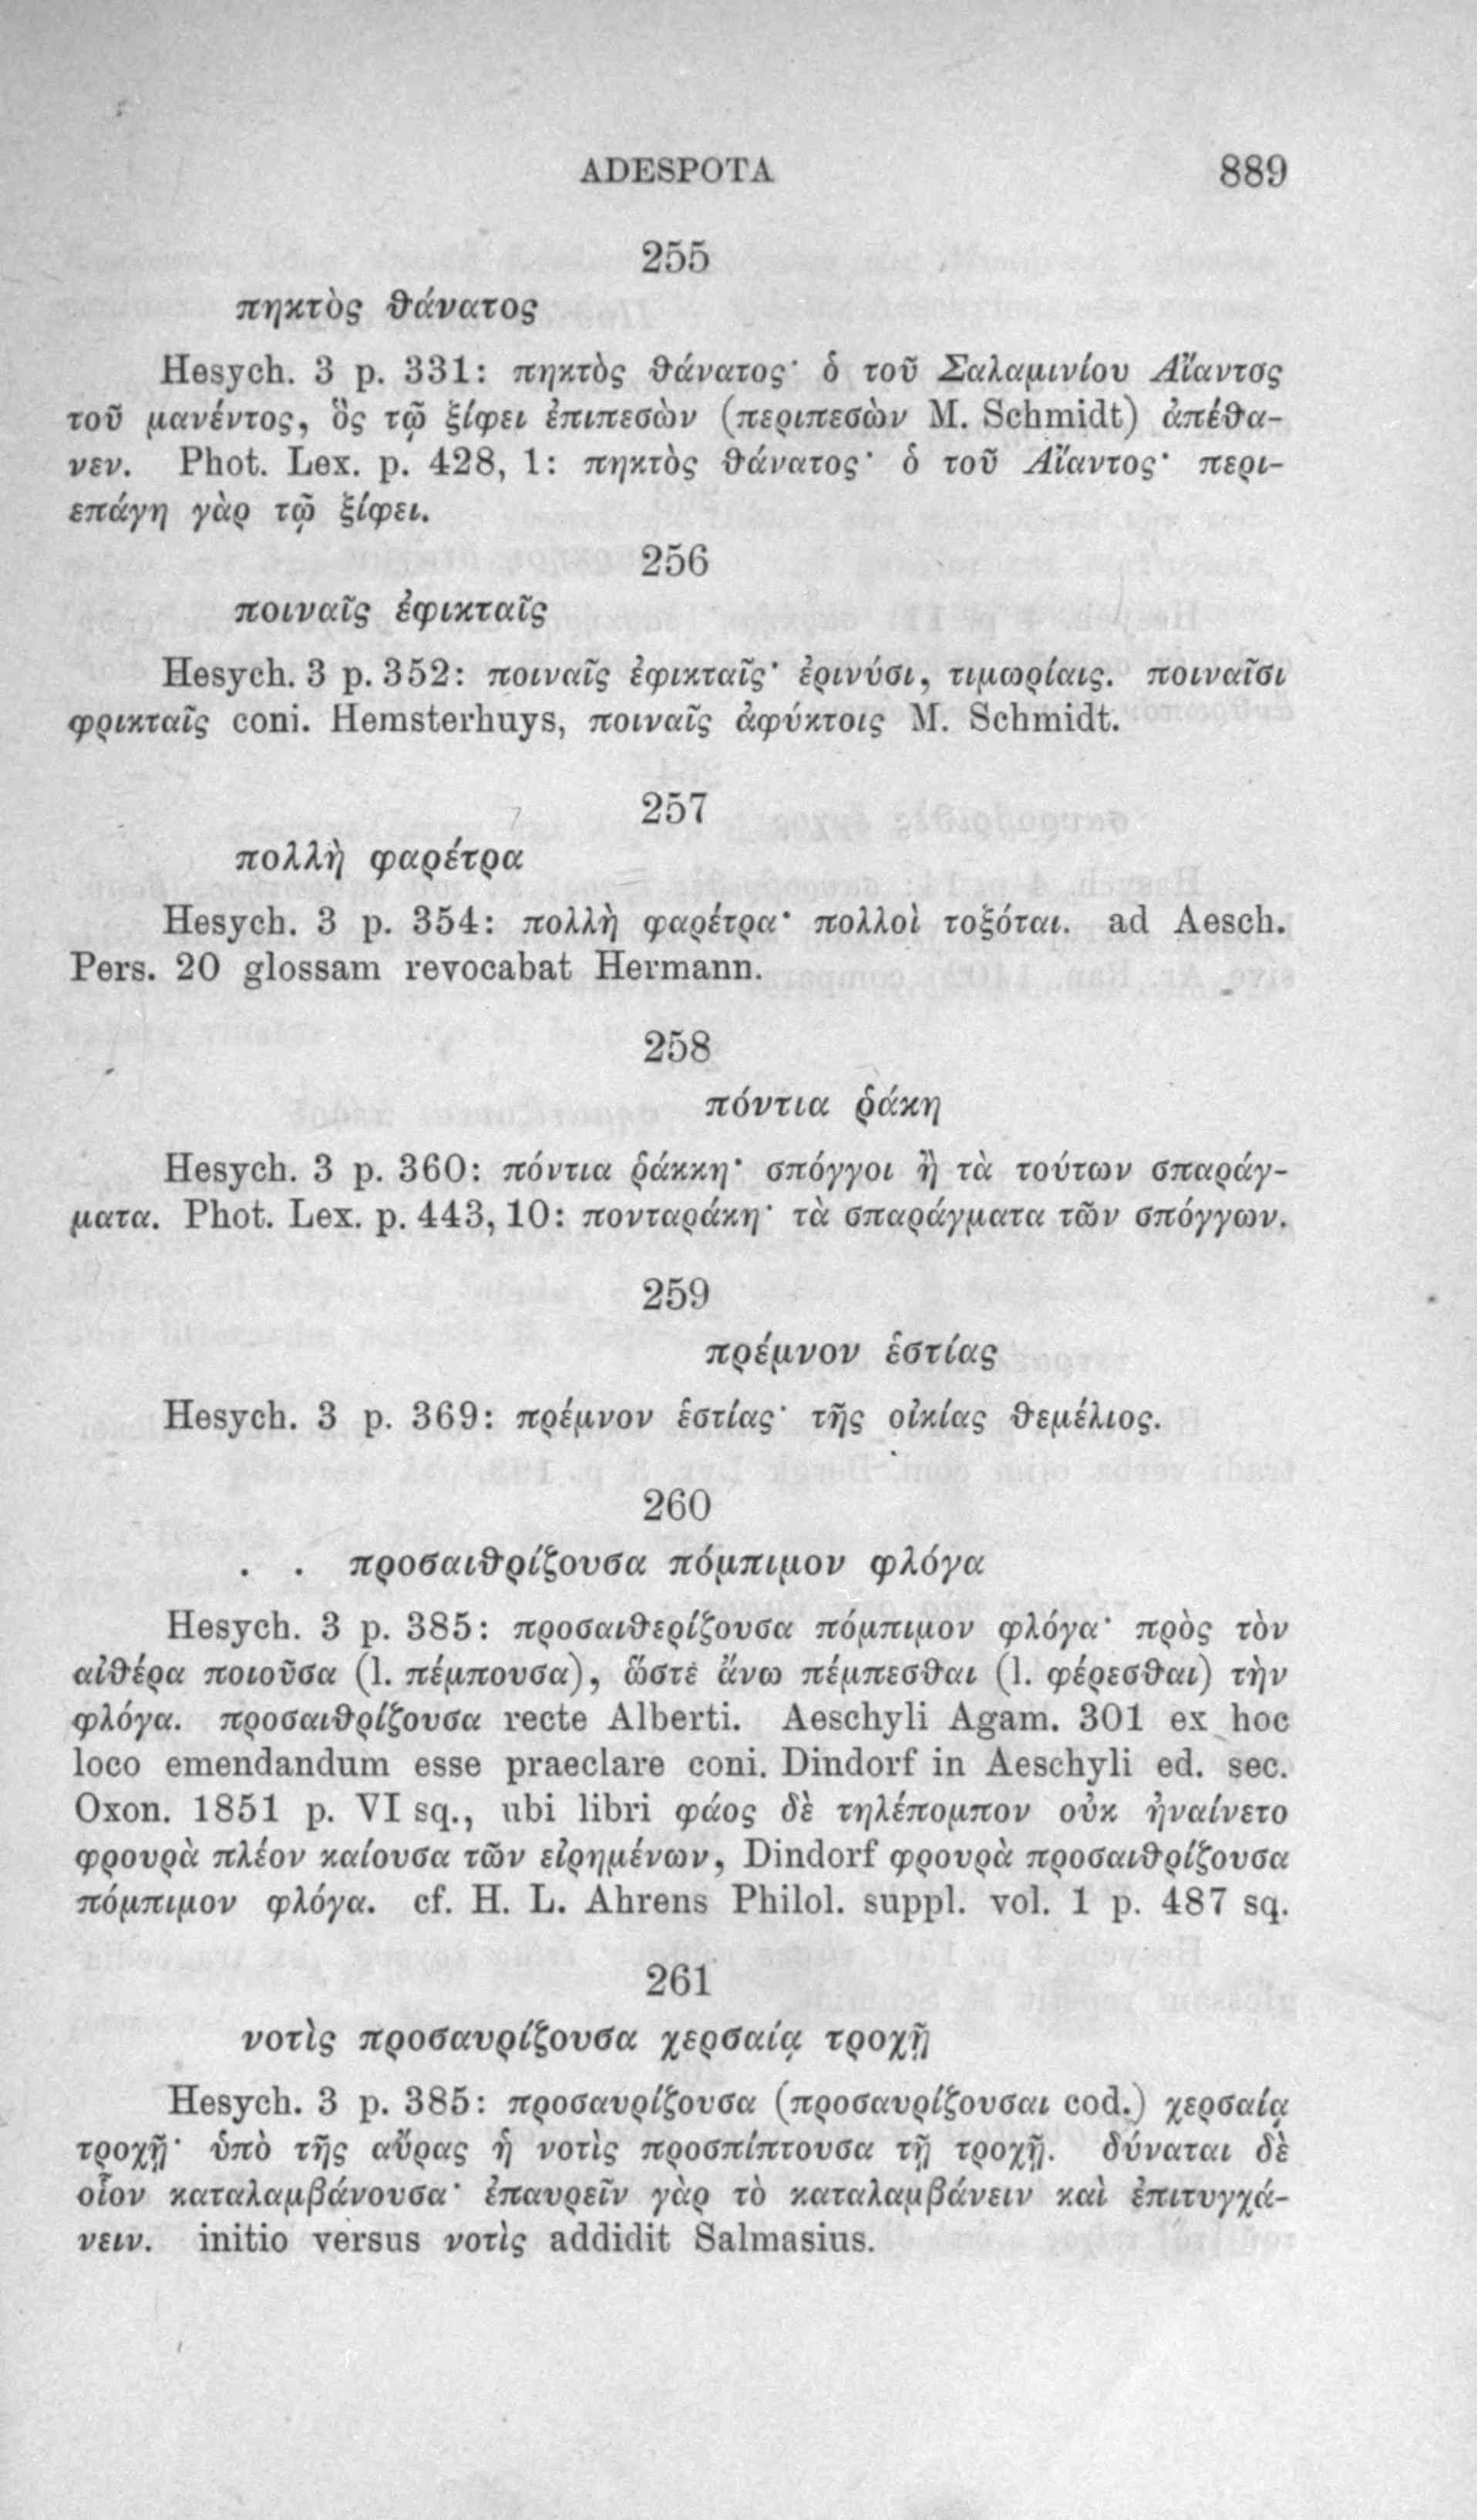 ADESPOTA 889
255
πηκτὸς θάνατος
Hesych. 3 p. 331: πηκτὸς θάνατος· ὁ τοῦ Σαλαμινίου Αἴαντος
τοῦ μανέντος, ὃς τῷ ξίφει ἐπιπεσὼν (περιπεσὼν M. Schmidt) ἀπέθα-
νεν. Phot. Lex. p. 428, 1: πηκτὸς θάνατος· ὁ τοῦ Αἴαντος· περι-
επάγη γὰρ τῷ ξίφει.
256
ποιναῖς ἐφικταῖς
Hesych. 3 p. 352: ποιναῖς ἐφικταῖς· ἐρινύσι, τιμωρίαις. ποιναῖσι
φρικταῖς coni. Hemsterhuys, ποιναῖς ἀφύκτοις M. Schmidt.
257
πολλὴ φαρέτρα
Hesych. 3 p. 354: πολλὴ φαρέτρα· πολλοὶ τοξόται. ad Aesch.
Pers. 20 glossam revocabat Hermann.
258
πόντια ῥάκη
Hesych. 3 p. 360: πόντια ῥάκκη· σπόγγοι ἢ τὰ τούτων σπαράγ-
ματα. Phot. Lex. p. 443, 10: πονταράκη· τὰ σπαράγματα τῶν σπόγγων.
259
πρέμνον ἑστίας
Hesych. 3 p. 369: πρέμνον ἑστίας· τῆς οἰκίας θεμέλιος.
260
. . προσαιθρίζουσα πόμπιμον φλόγα
Hesych. 3 p. 385: προσαιθερίζουσα πόμπιμον φλόγα· πρὸς τὸν
αἰθέρα ποιοῦσα (l. πέμπουσα), ὥστε ἄνω πέμπεσθαι (l. φέρεσθαι) τὴν
φλόγα. προσαιθρίζουσα recte Alberti. Aeschyli Agam. 301 ex hoc
loco emendandum esse praeclare coni. Dindorf in Aeschyli ed. sec.
Oxon. 1851 p. VI sq., ubi libri φάος δὲ τηλέπομπον οὐκ ἠναίνετο
φρουρὰ πλέον καίουσα τῶν εἰρημένων, Dindorf φρουρὰ προσαιθρίζουσα
πόμπιμον φλόγα. cf. H. L. Ahrens Philol. suppl. vol. 1 p. 487 sq.
261
νοτὶς προσαυρίζουσα χερσαίᾳ τροχῇ
Hesych. 3 p. 385: προσαυρίζουσα (προσαυρίζουσαι cod.) χερσαίᾳ
τροχῇ· ὑπὸ τῆς αὔρας ἡ νοτὶς προσπίπτουσα τῇ τροχῇ. δύναται δὲ
οἷον καταλαμβάνουσα· ἐπαυρεῖν γὰρ τὸ καταλαμβάνειν καὶ ἐπιτυγχά-
νειν. initio versus νοτὶς addidit Salmasius.